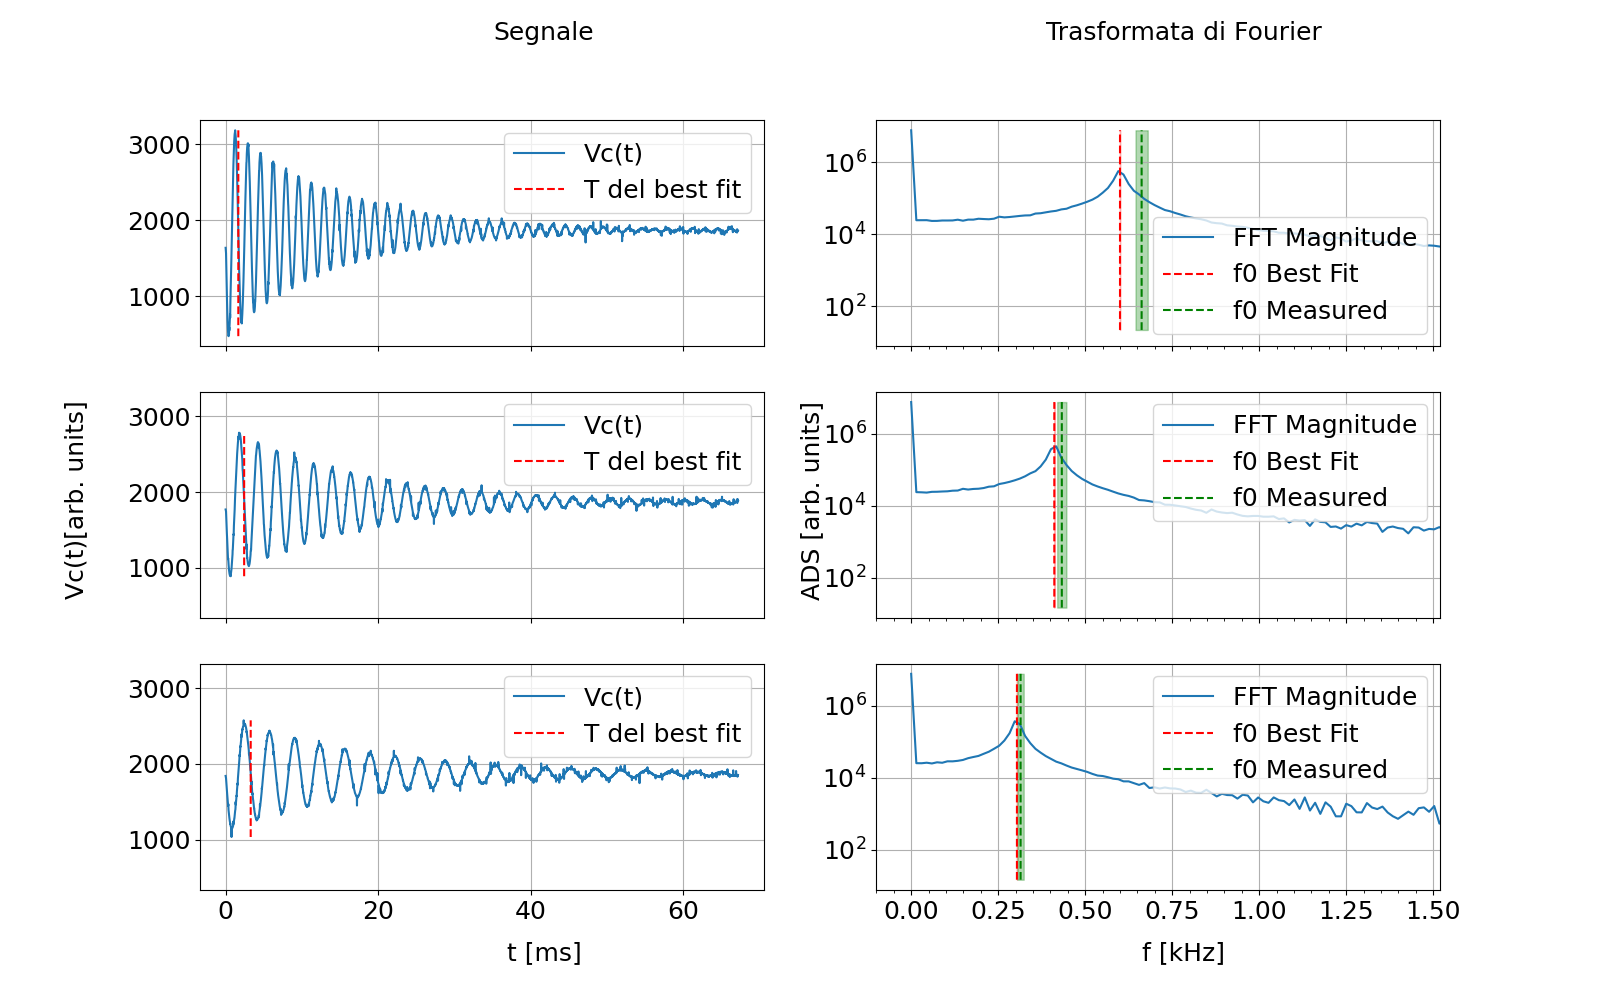 Segnale
Trasformata di Fourier
3000
2000
1000
Vc(t)
T del best fit
10^6
10^4
10^2
FFT Magnitude
f0 Best Fit
f0 Measured
Vc(t)[arb. units]
3000
2000
1000
Vc(t)
T del best fit
ADS [arb. units]
10^6
10^4
10^2
FFT Magnitude
f0 Best Fit
f0 Measured
3000
2000
1000
Vc(t)
T del best fit
0 20 40 60
t [ms]
10^6
10^4
10^2
FFT Magnitude
f0 Best Fit
f0 Measured
0.00 0.25 0.50 0.75 1.00 1.25 1.50
f [kHz]